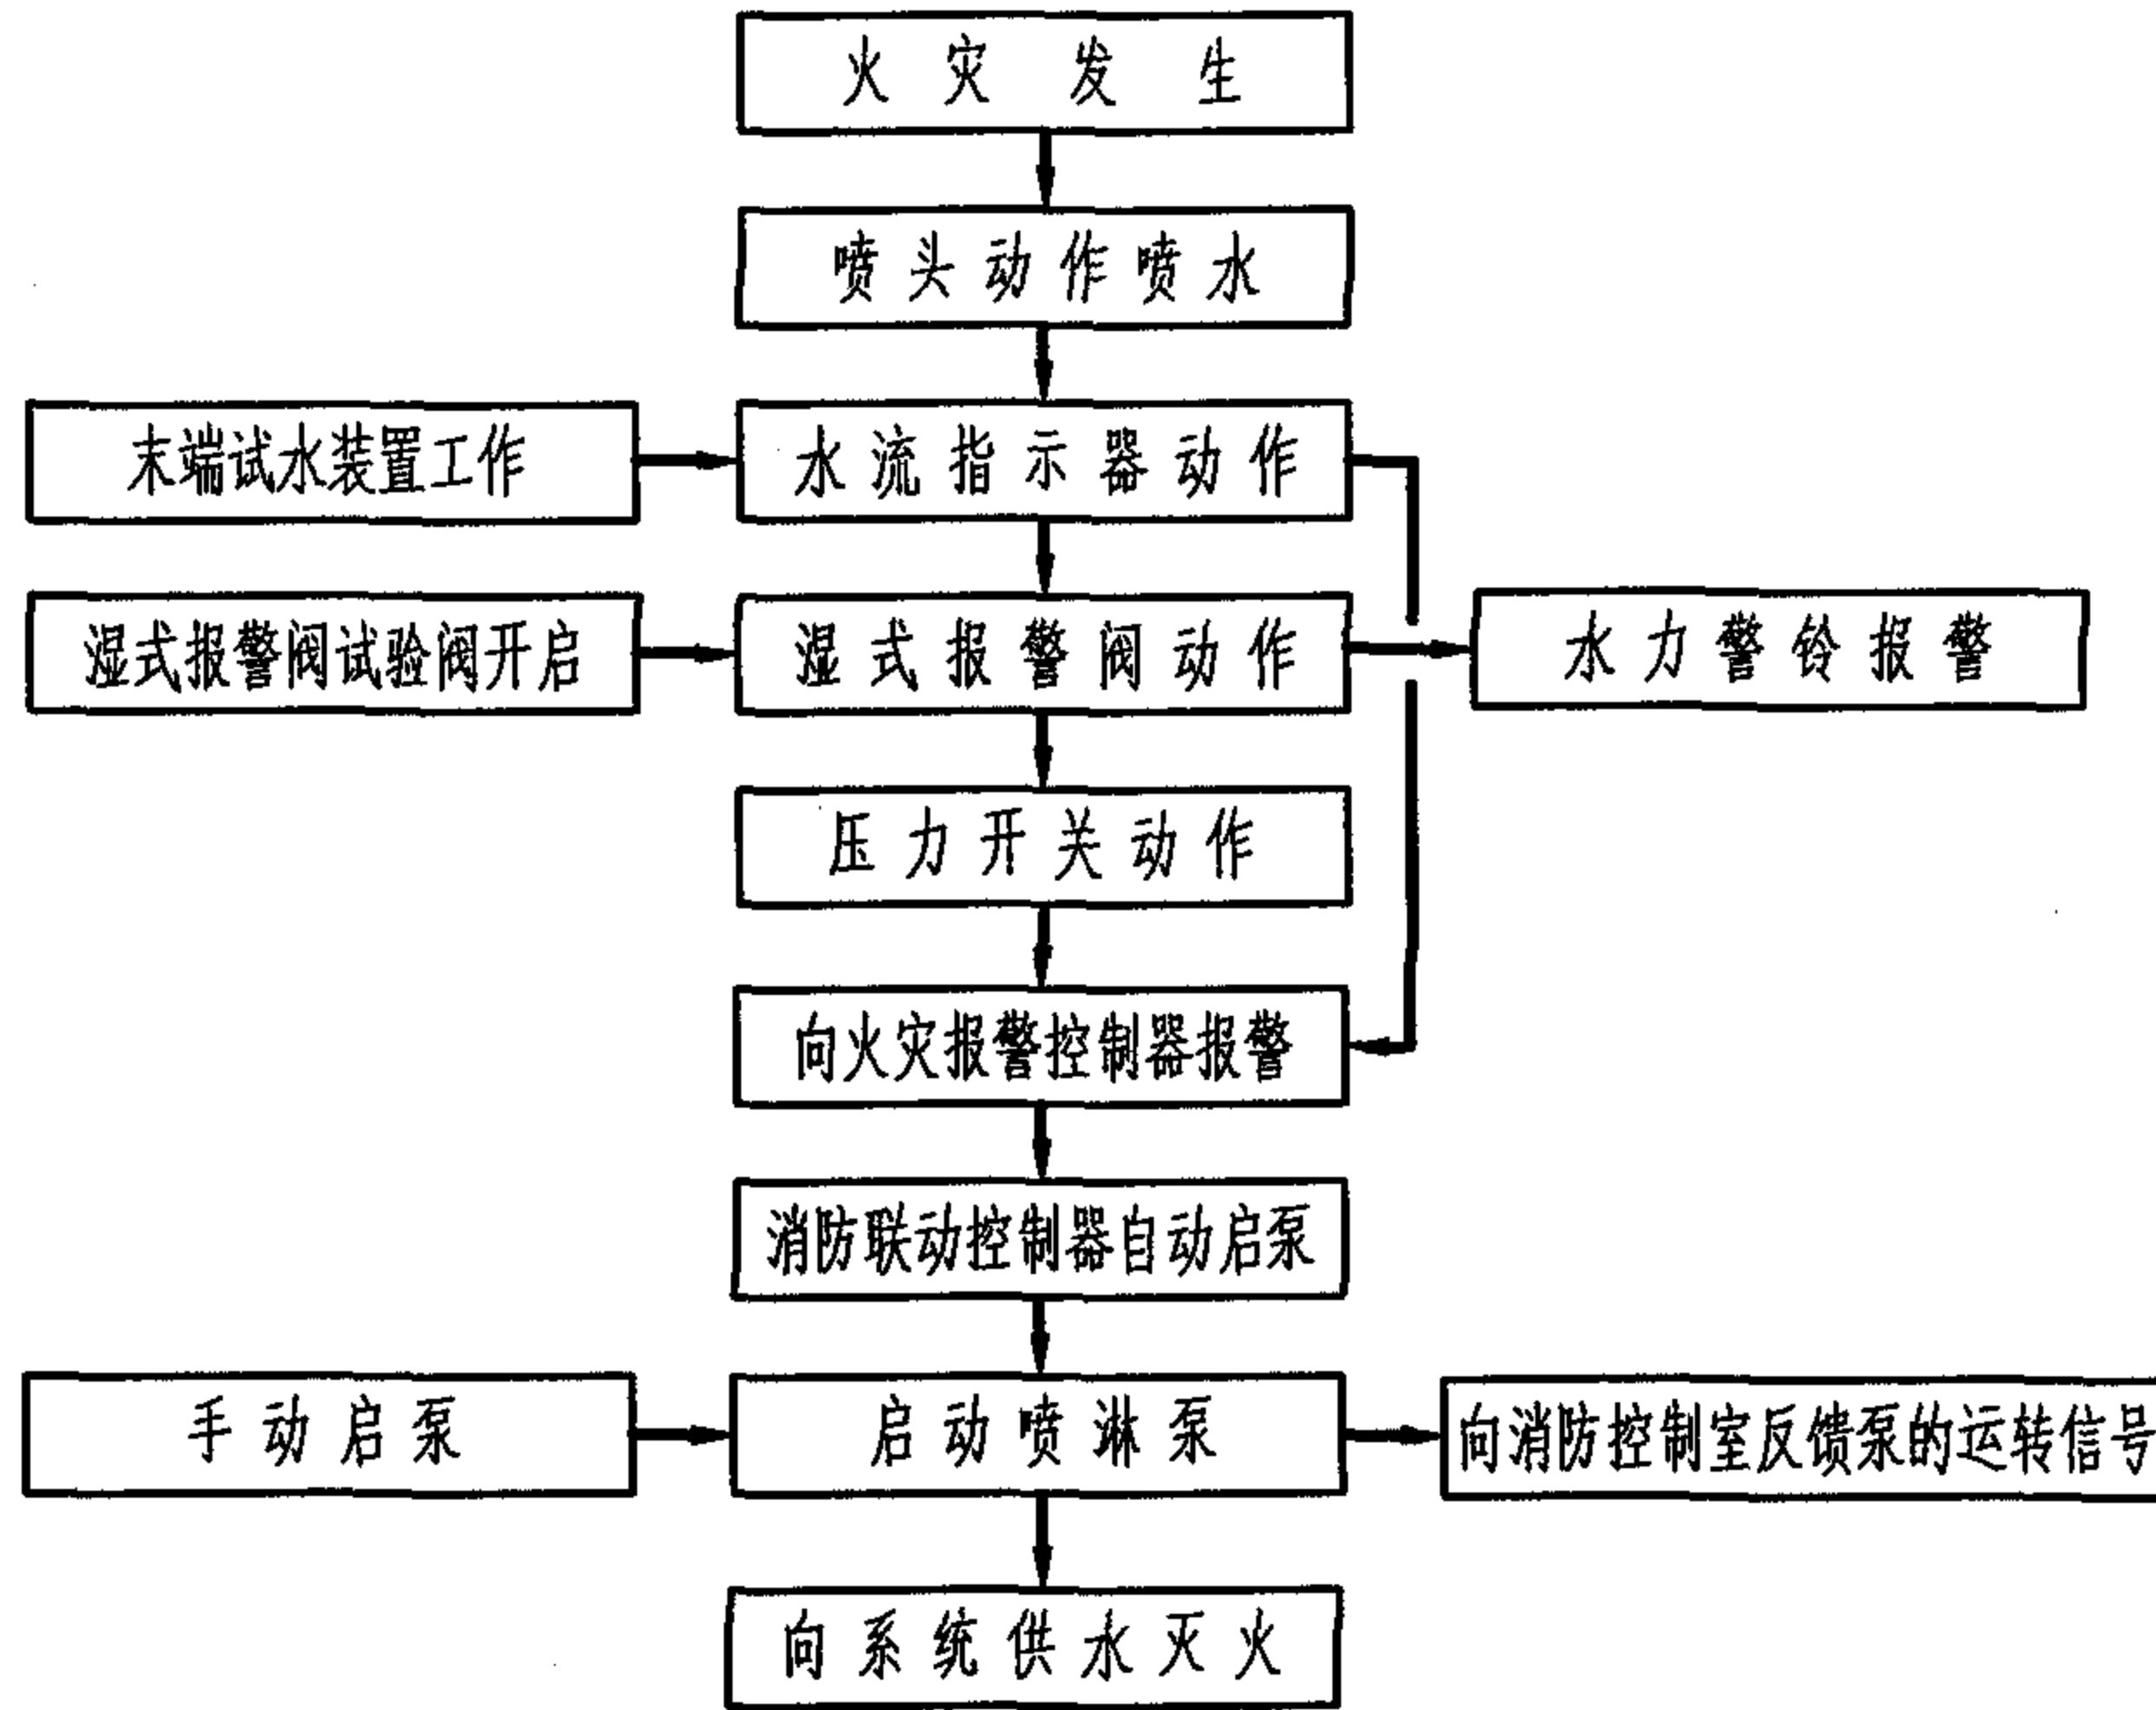 火灾发生
喷头动作喷水
末端试水装置工作
水流指示器动作
湿式报警阀试验阀开启
湿式报警阀动作
水力警铃报警
压力开关动作
向火灾报警控制器报警
消防联动控制器自动启泵
手动启泵
启动喷淋泵
向消防控制室反馈泵的运转信号
向系统供水灭火